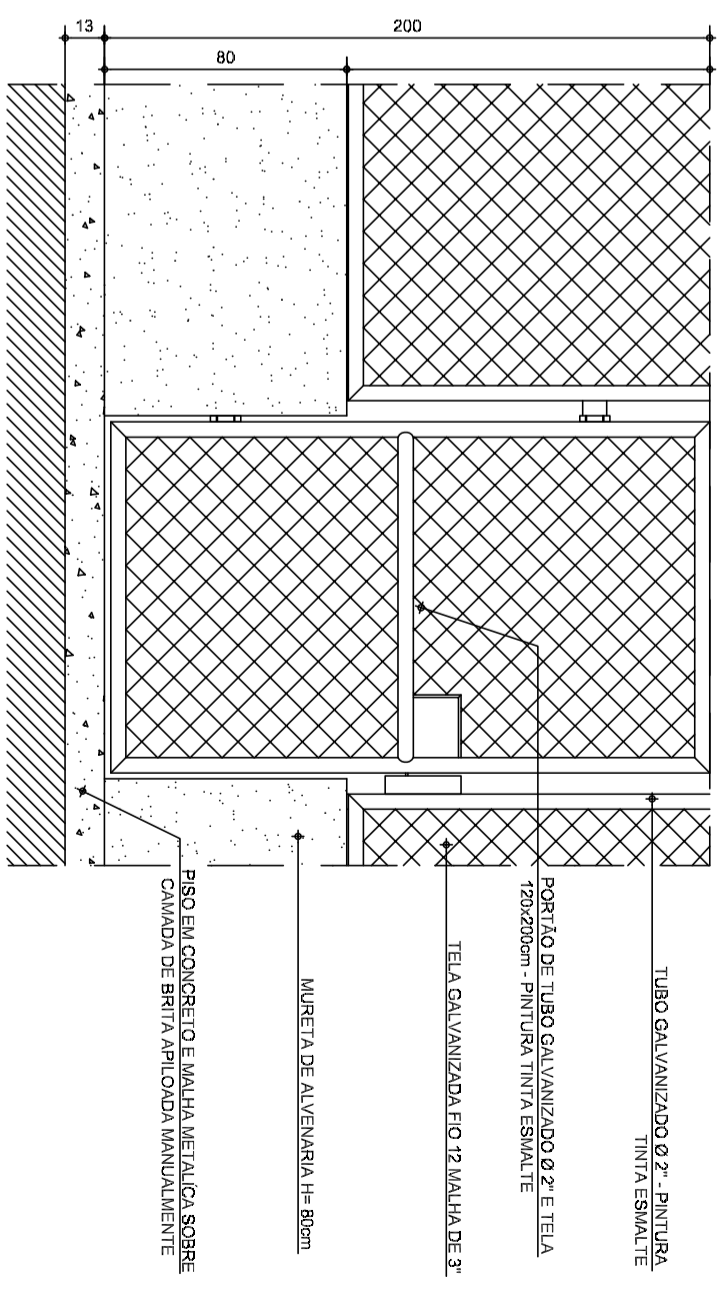 13
200
80
TUBO GALVANIZADO Ø 2" - PINTURA
TINTA ESMALTE
PORTÃO DE TUBO GALVANIZADO Ø 2" E TELA
120x200cm - PINTURA TINTA ESMALTE
TELA GALVANIZADA FIO 12 MALHA DE 3"
MURETA DE ALVENARIA H= 80cm
PISO EM CONCRETO E MALHA METALÍCA SOBRE
CAMADA DE BRITA APILOADA MANUALMENTE